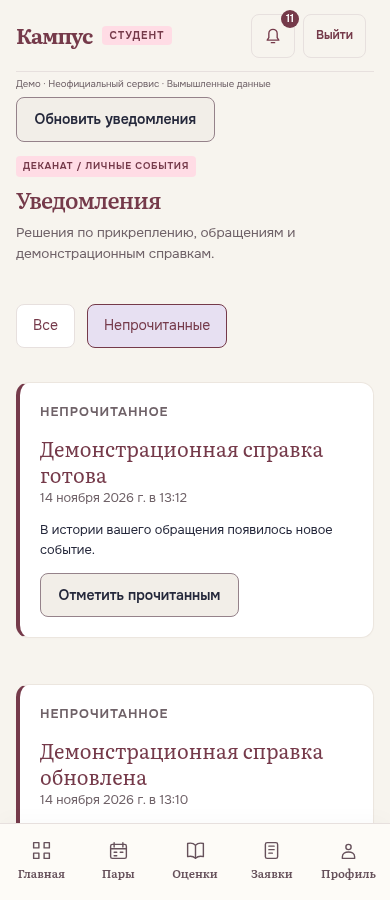 Кампус СТУДЕНТ 11 Выйти
Демо · Неофициальный сервис · Вымышленные данные
Обновить уведомления
ДЕКАНАТ / ЛИЧНЫЕ СОБЫТИЯ
Уведомления
Решения по прикреплению, обращениям и
демонстрационным справкам.
Все Непрочитанные
НЕПРОЧИТАННОЕ
Демонстрационная справка
готова
14 ноября 2026 г. в 13:12
В истории вашего обращения появилось новое
событие.
Отметить прочитанным
НЕПРОЧИТАННОЕ
Демонстрационная справка
обновлена
14 ноября 2026 г. в 13:10
Главная Пары Оценки Заявки Профиль